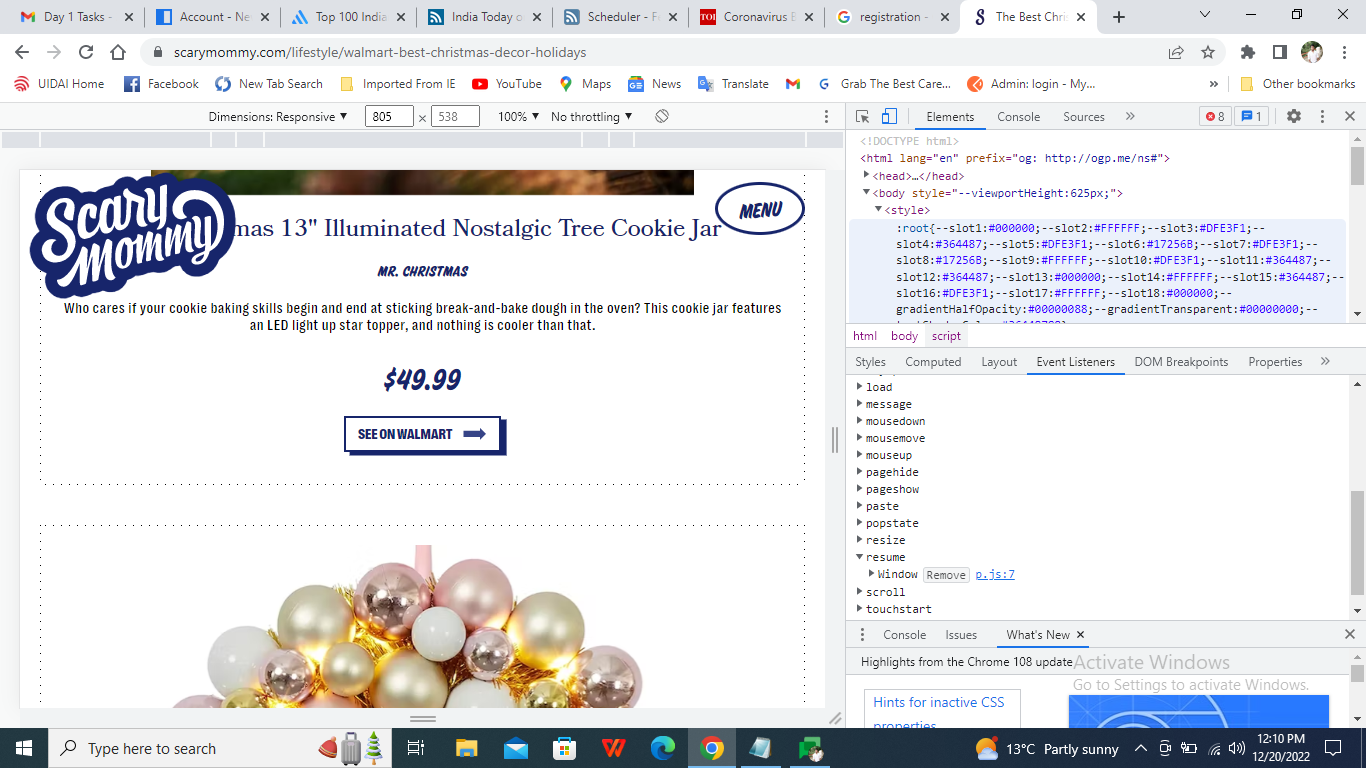 Day 1 Tasks -
Account - Ne
Top 100 India
India Today o
Scheduler - Fe
TOI
Coronavirus E
registration -
The Best Chri
scarymommy.com/lifestyle/walmart-best-christmas-decor-holidays
UIDAI Home
Facebook
New Tab Search
Imported From IE
YouTube
Maps
News
Translate
Grab The Best Care...
Admin: login - My...
»
Other bookmarks
Dimensions: Responsive ▼
805 × 538
100% ▼
No throttling ▼
Elements
Console
Sources
»
8
1
<!DOCTYPE html>
<html lang="en" prefix="og: http://ogp.me/ns#">
<head>…</head>
<body style="--viewportHeight:625px;">
<style>
:root{--slot1:#000000;--slot2:#FFFFFF;--slot3:#DFE3F1;--
slot4:#364487;--slot5:#DFE3F1;--slot6:#17256B;--slot7:#DFE3F1;--
slot8:#17256B;--slot9:#FFFFFF;--slot10:#DFE3F1;--slot11:#364487;--
slot12:#364487;--slot13:#000000;--slot14:#FFFFFF;--slot15:#364487;--
slot16:#DFE3F1;--slot17:#FFFFFF;--slot18:#000000;--
gradientHalfOpacity:#00000088;--gradientTransparent:#00000000;--
html
body
script
Styles
Computed
Layout
Event Listeners
DOM Breakpoints
Properties
»
load
message
mousedown
mousemove
mouseup
pagehide
pageshow
paste
popstate
resize
resume
Window Remove p.js:7
scroll
touchstart
Console
Issues
What's New
Highlights from the Chrome 108 update
Hints for inactive CSS
properties
Activate Windows
Go to Settings to activate Windows.
Scary
Mommy
MENU
mas 13" Illuminated Nostalgic Tree Cookie Jar
MR. CHRISTMAS
Who cares if your cookie baking skills begin and end at sticking break-and-bake dough in the oven? This cookie jar features
an LED light up star topper, and nothing is cooler than that.
$49.99
SEE ON WALMART
Type here to search
13°C Partly sunny
12:10 PM
12/20/2022